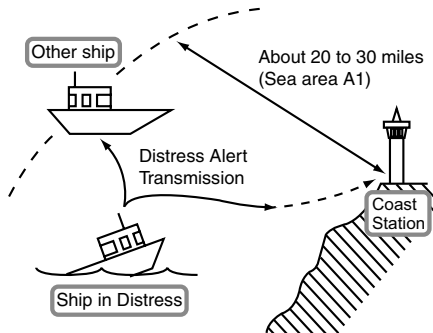 Other ship
About 20 to 30 miles
(Sea area A1)
Distress Alert
Transmission
Coast
Station
Ship in Distress